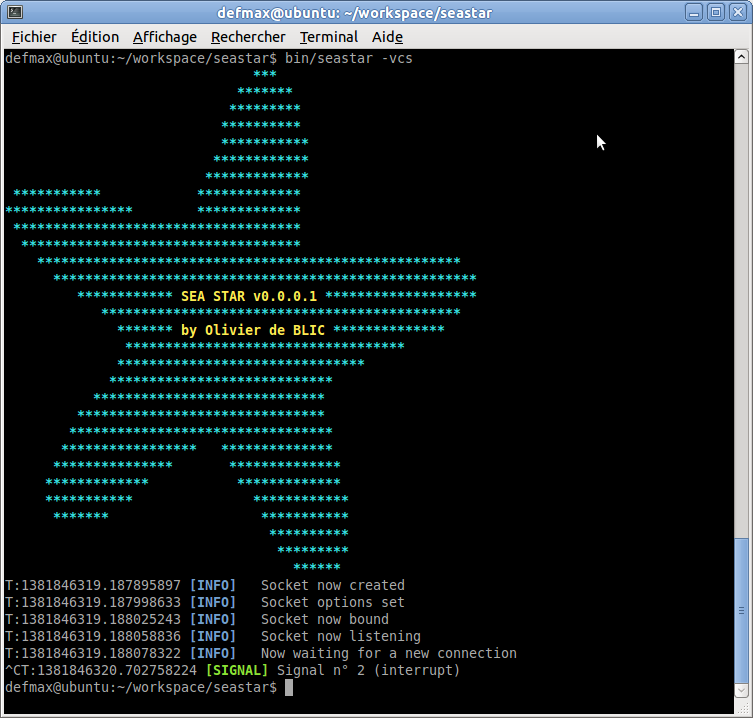 defmax@ubuntu: ~/workspace/seastar
Fichier Édition Affichage Rechercher Terminal Aide
defmax@ubuntu:~/workspace/seastar$ bin/seastar -vcs
***
*******
*********
**********
***********
************
*************
*********** *************
**************** *************
************************************
***********************************
*****************************************************
*****************************************************
************ SEA STAR v0.0.0.1 *******************
*********************************************
******* by Olivier de BLIC **************
***********************************
*******************************
****************************
*****************************
*******************************
*********************************
***************** **************
*************** **************
************* *************
*********** ************
******* ***********
**********
*********
******
T:1381846319.187895897 [INFO] Socket now created
T:1381846319.187998633 [INFO] Socket options set
T:1381846319.188025243 [INFO] Socket now bound
T:1381846319.188058836 [INFO] Socket now listening
T:1381846319.188078322 [INFO] Now waiting for a new connection
^CT:1381846320.702758224 [SIGNAL] Signal n° 2 (interrupt)
defmax@ubuntu:~/workspace/seastar$